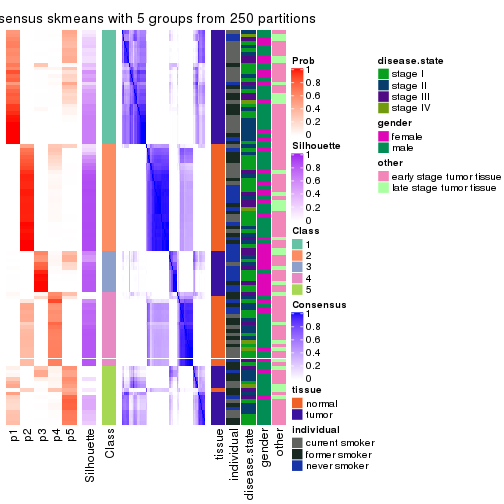 sensus skmeans with 5 groups from 250 partitions
Prob
1
0.8
0.6
0.4
0.2
0
Silhouette
1
0.8
0.6
0.4
0.2
0
Class
1
2
3
4
5
Consensus
1
0.8
0.6
0.4
0.2
0
tissue
normal
tumor
individual
current smoker
former smoker
never smoker
disease.state
stage I
stage II
stage III
stage IV
gender
female
male
other
early stage tumor tissue
late stage tumor tissue
p1
p2
p3
p4
p5
Silhouette
Class
tissue
individual
disease.state
gender
other